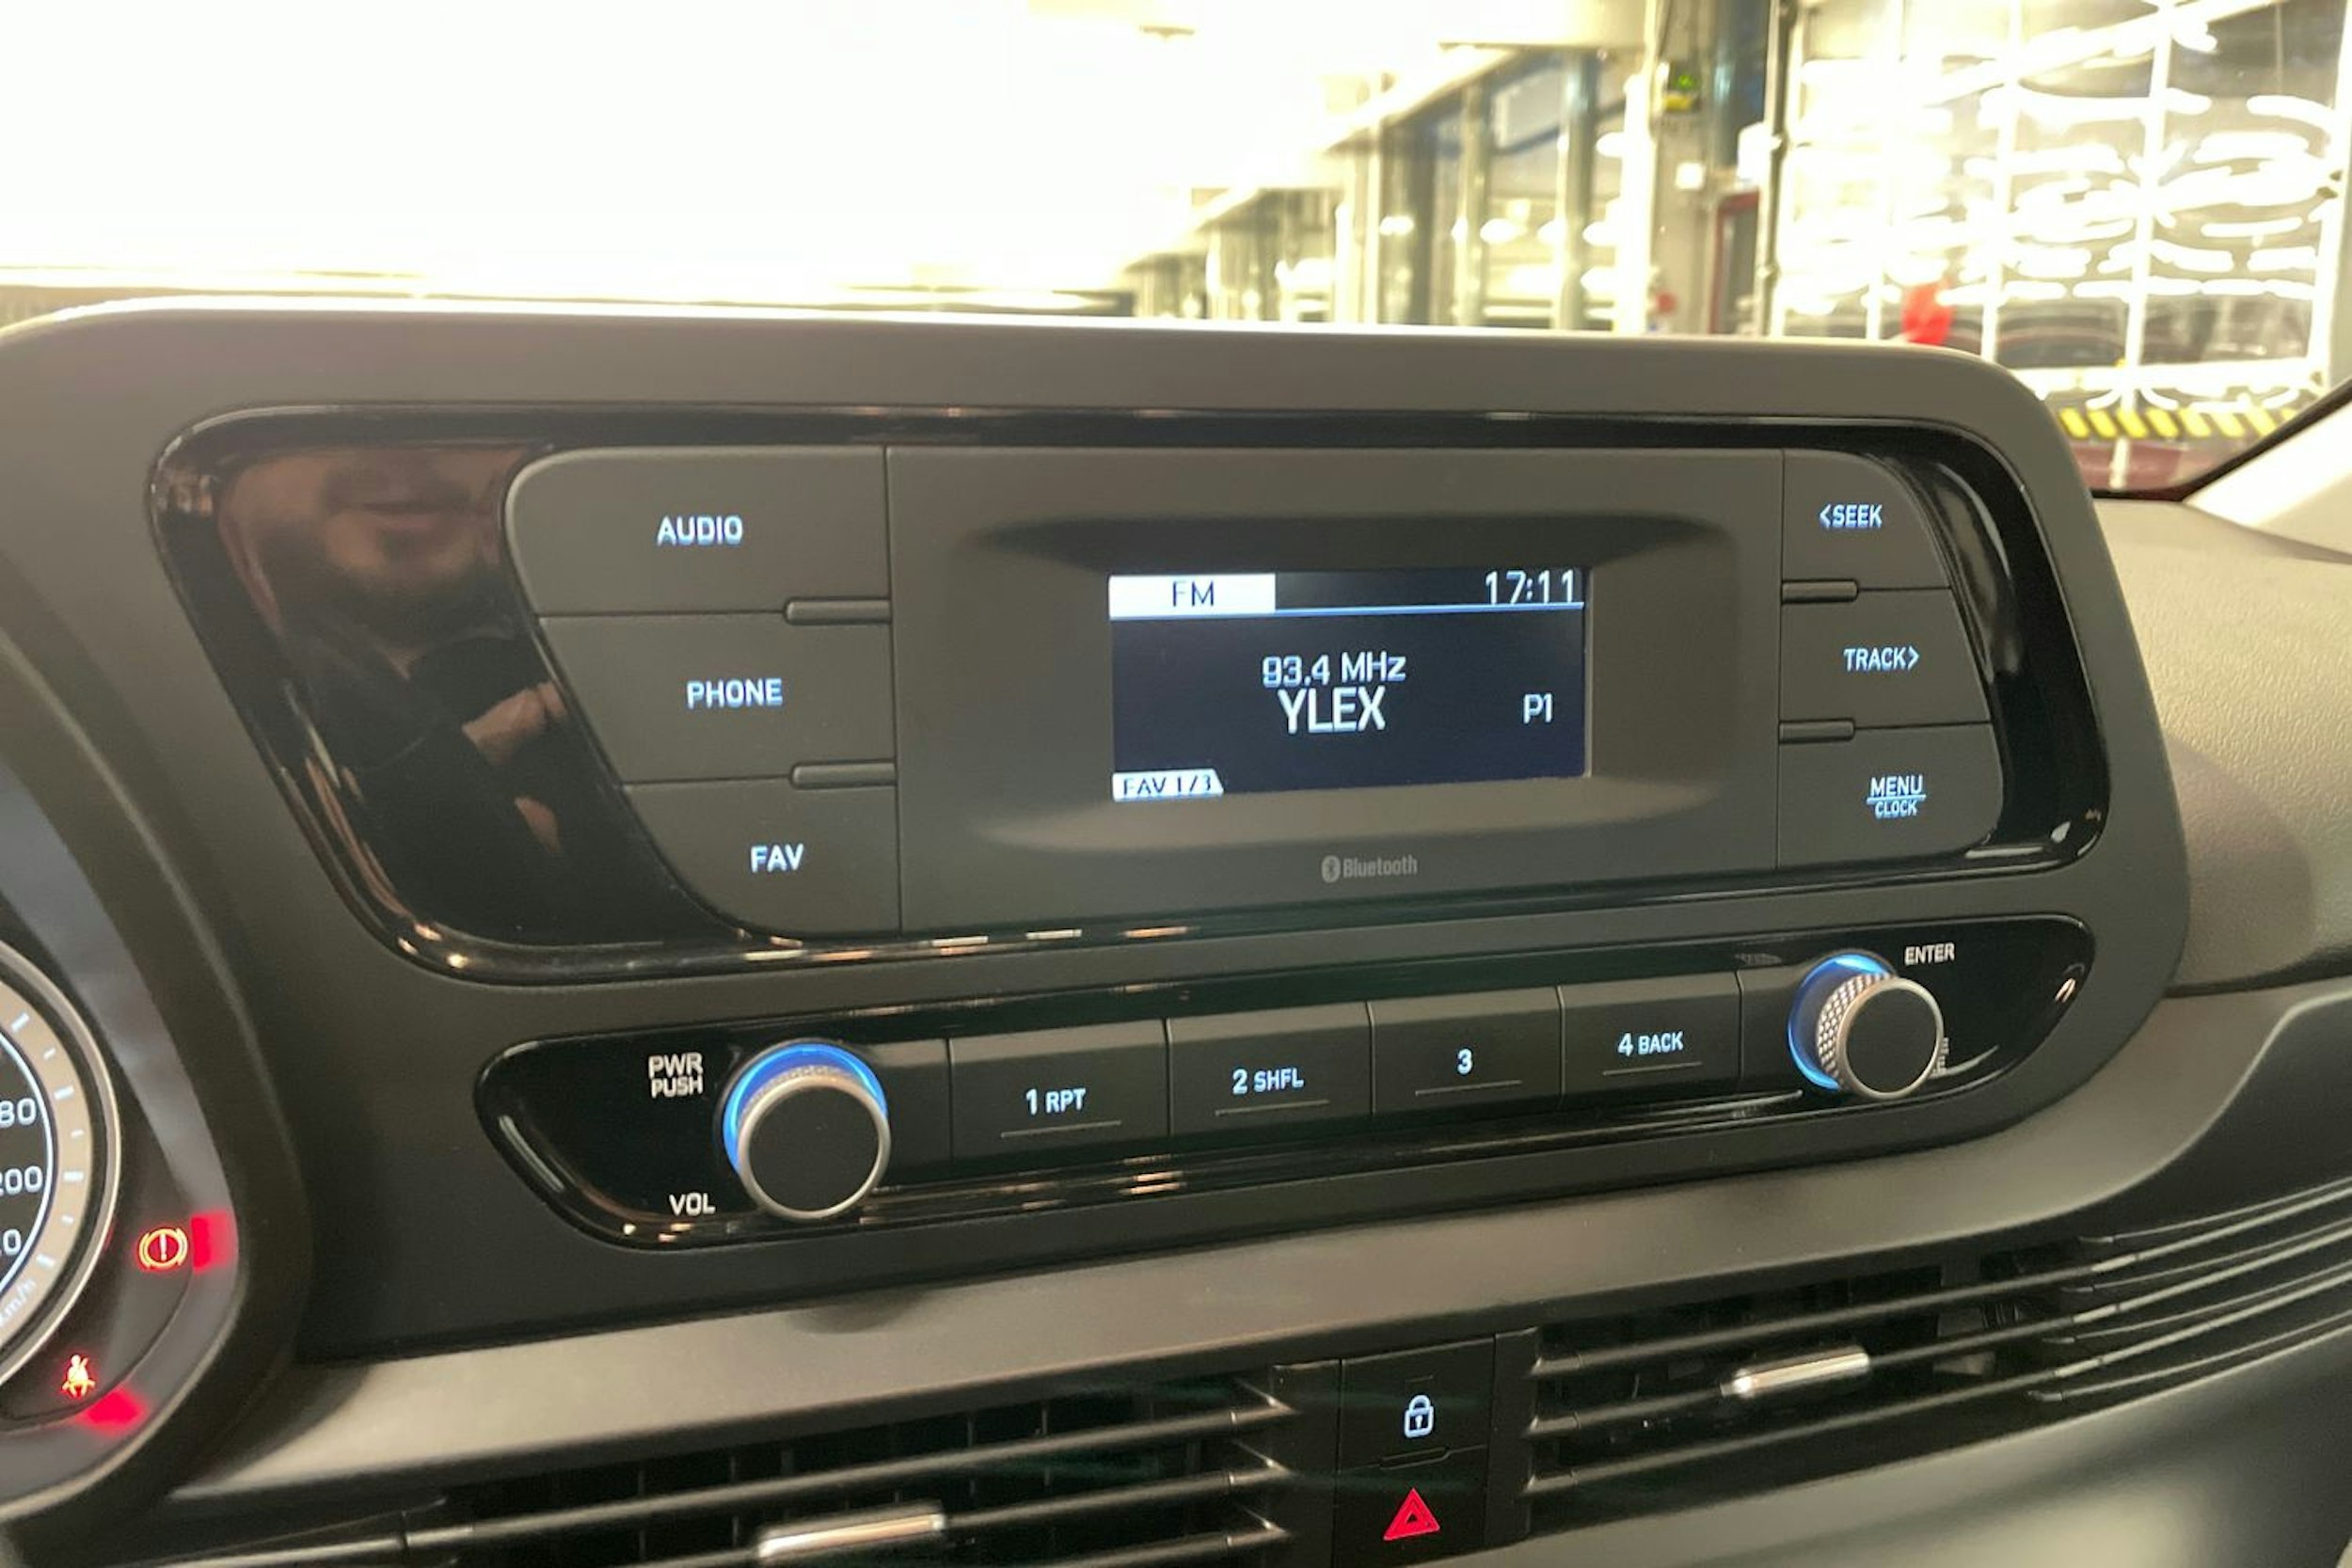 AUDIO
PHONE
FAV
FM 17:11
93.4 MHz
YLEX P1
FAV 1/3
Bluetooth
<SEEK
TRACK>
MENU
CLOCK
PWR
PUSH
VOL
1 RPT
2 SHFL
3
4 BACK
ENTER